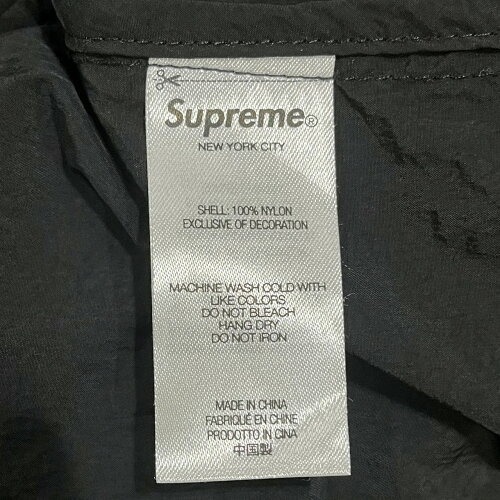 Supreme®
NEW YORK CITY
SHELL: 100% NYLON
EXCLUSIVE OF DECORATION
MACHINE WASH COLD WITH
LIKE COLORS
DO NOT BLEACH
HANG DRY
DO NOT IRON
MADE IN CHINA
FABRIQUÉ EN CHINE
PRODOTTO IN CINA
中国製